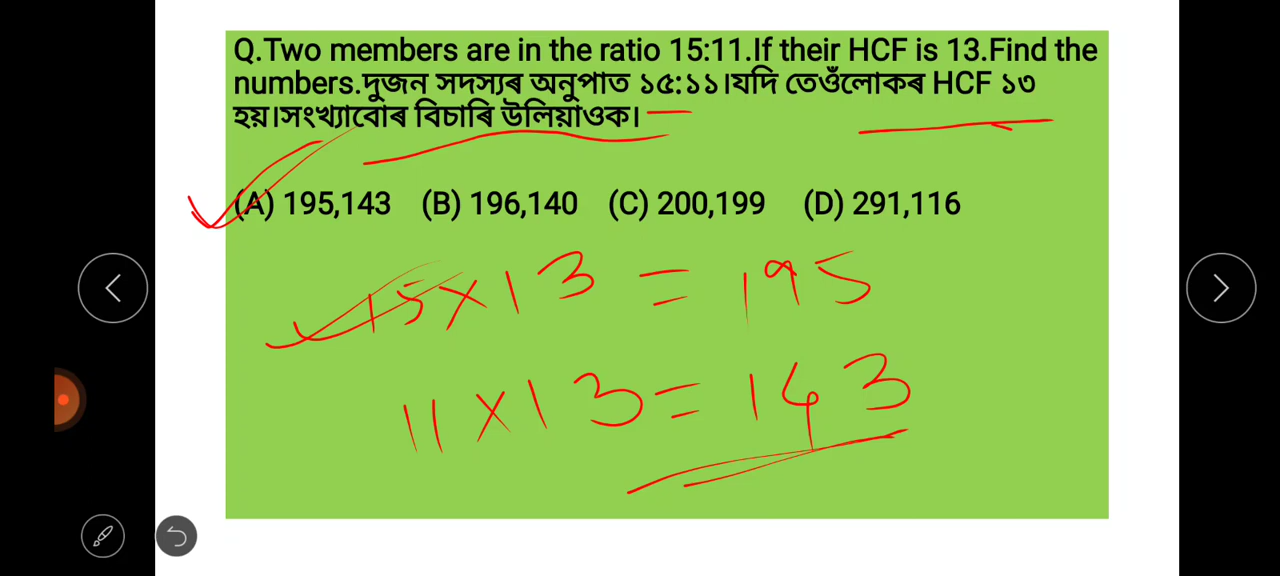 Q.Two members are in the ratio 15:11.If their HCF is 13.Find the
numbers.দুজন সদস্যৰ অনুপাত ১৫:১১।যদি তেওঁলোকৰ HCF ১৩
হয়।সংখ্যাবোৰ বিচাৰি উলিয়াওক।
(A) 195,143 (B) 196,140 (C) 200,199 (D) 291,116
15×13 = 195
11×13 = 143